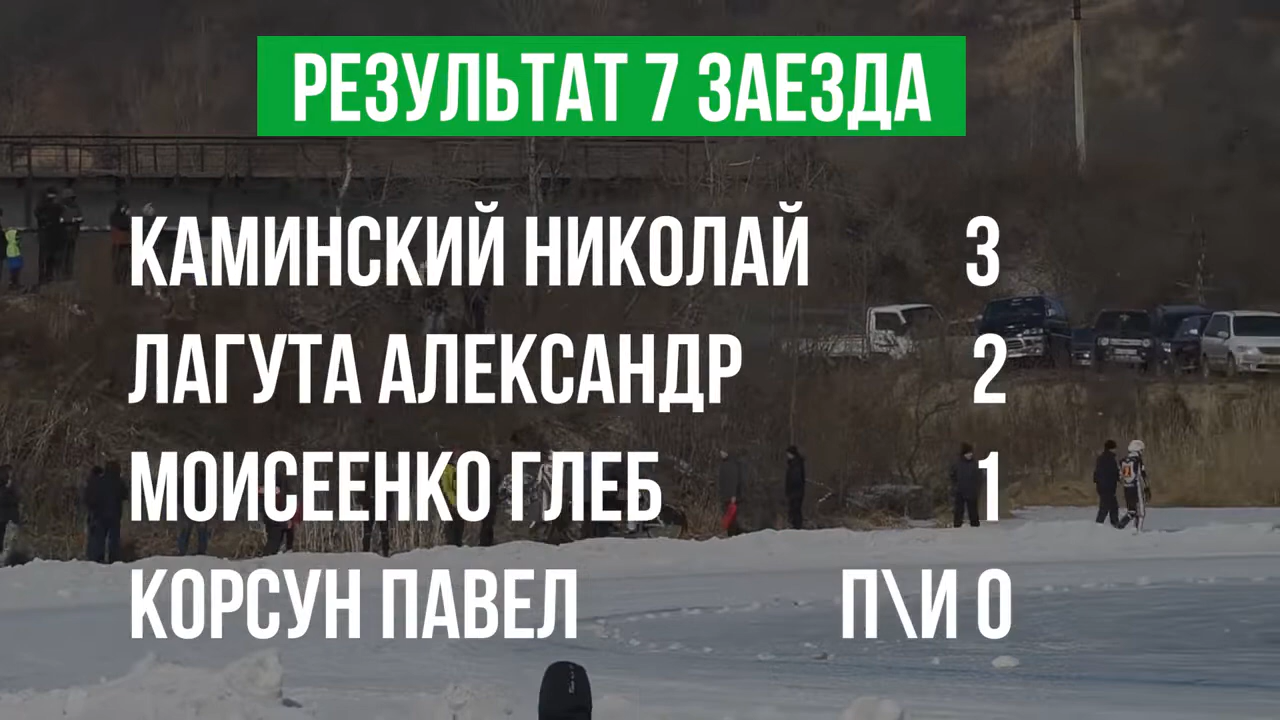 РЕЗУЛЬТАТ 7 ЗАЕЗДА
КАМИНСКИЙ НИКОЛАЙ 3
ЛАГУТА АЛЕКСАНДР 2
МОИСЕЕНКО ГЛЕБ 1
КОРСУН ПАВЕЛ П\И 0